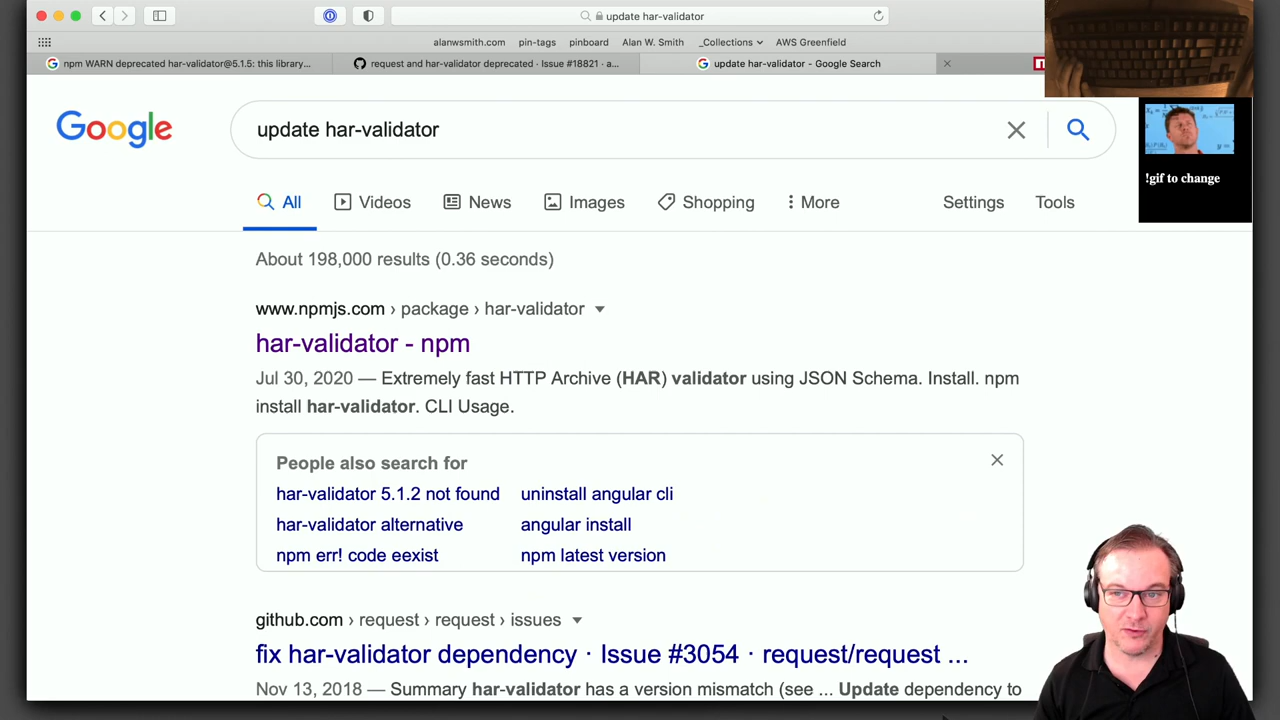 update har-validator
alanwsmith.com pin-tags pinboard Alan W. Smith _Collections AWS Greenfield
npm WARN deprecated har-validator@5.1.5: this library... request and har-validator deprecated · Issue #18821 · a... update har-validator - Google Search
Google update har-validator
!gif to change
All Videos News Images Shopping More Settings Tools
About 198,000 results (0.36 seconds)
www.npmjs.com › package › har-validator
har-validator - npm
Jul 30, 2020 — Extremely fast HTTP Archive (HAR) validator using JSON Schema. Install. npm
install har-validator. CLI Usage.
People also search for
har-validator 5.1.2 not found uninstall angular cli
har-validator alternative angular install
npm err! code eexist npm latest version
github.com › request › request › issues
fix har-validator dependency · Issue #3054 · request/request ...
Nov 13, 2018 — Summary har-validator has a version mismatch (see ... Update dependency to